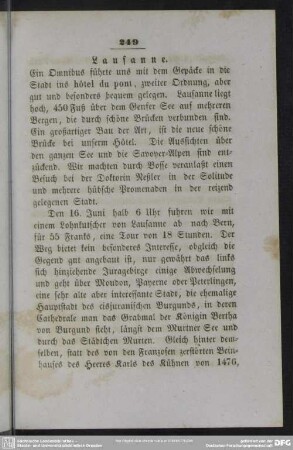 249
Lausanne.
Ein Omnibus führte uns mit dem Gepäcke in die
Stadt ins hôtel du pont, zweiter Ordnung, aber
gut und besonders bequem gelegen. Lausanne liegt
hoch, 450 Fuß über dem Genfer See auf mehreren
Bergen, die durch schöne Brücken verbunden sind.
Ein großartiger Bau der Art, ist die neue schöne
Brücke bei unserm Hôtel. Die Aussichten über
den ganzen See und die Savoyer-Alpen sind ent-
zückend. Wir machten durch Bosse veranlaßt einen
Besuch bei der Doktorin Neßler in der Solitude
und mehrere hübsche Promenaden in der reizend
gelegenen Stadt.
Den 16. Juni halb 6 Uhr fuhren wir mit
einem Lohnkutscher von Lausanne ab nach Bern,
für 55 Franks, eine Tour von 18 Stunden. Der
Weg bietet kein besonderes Interesse, obgleich die
Gegend gut angebaut ist, nur gewährt das links
sich hinziehende Juragebirge einige Abwechselung
und geht über Moudon, Payerne oder Peterlingen,
eine sehr alte aber interessante Stadt, die ehemalige
Hauptstadt des cisjuranischen Burgunds, in deren
Cathedrale man das Grabmal der Königin Bertha
von Burgund sieht, längst dem Murtner See und
durch das Städtchen Murten. Gleich hinter dem-
selben, statt des von den Franzosen zerstörten Bein-
hauses des Heeres Karls des Kühnen von 1476,